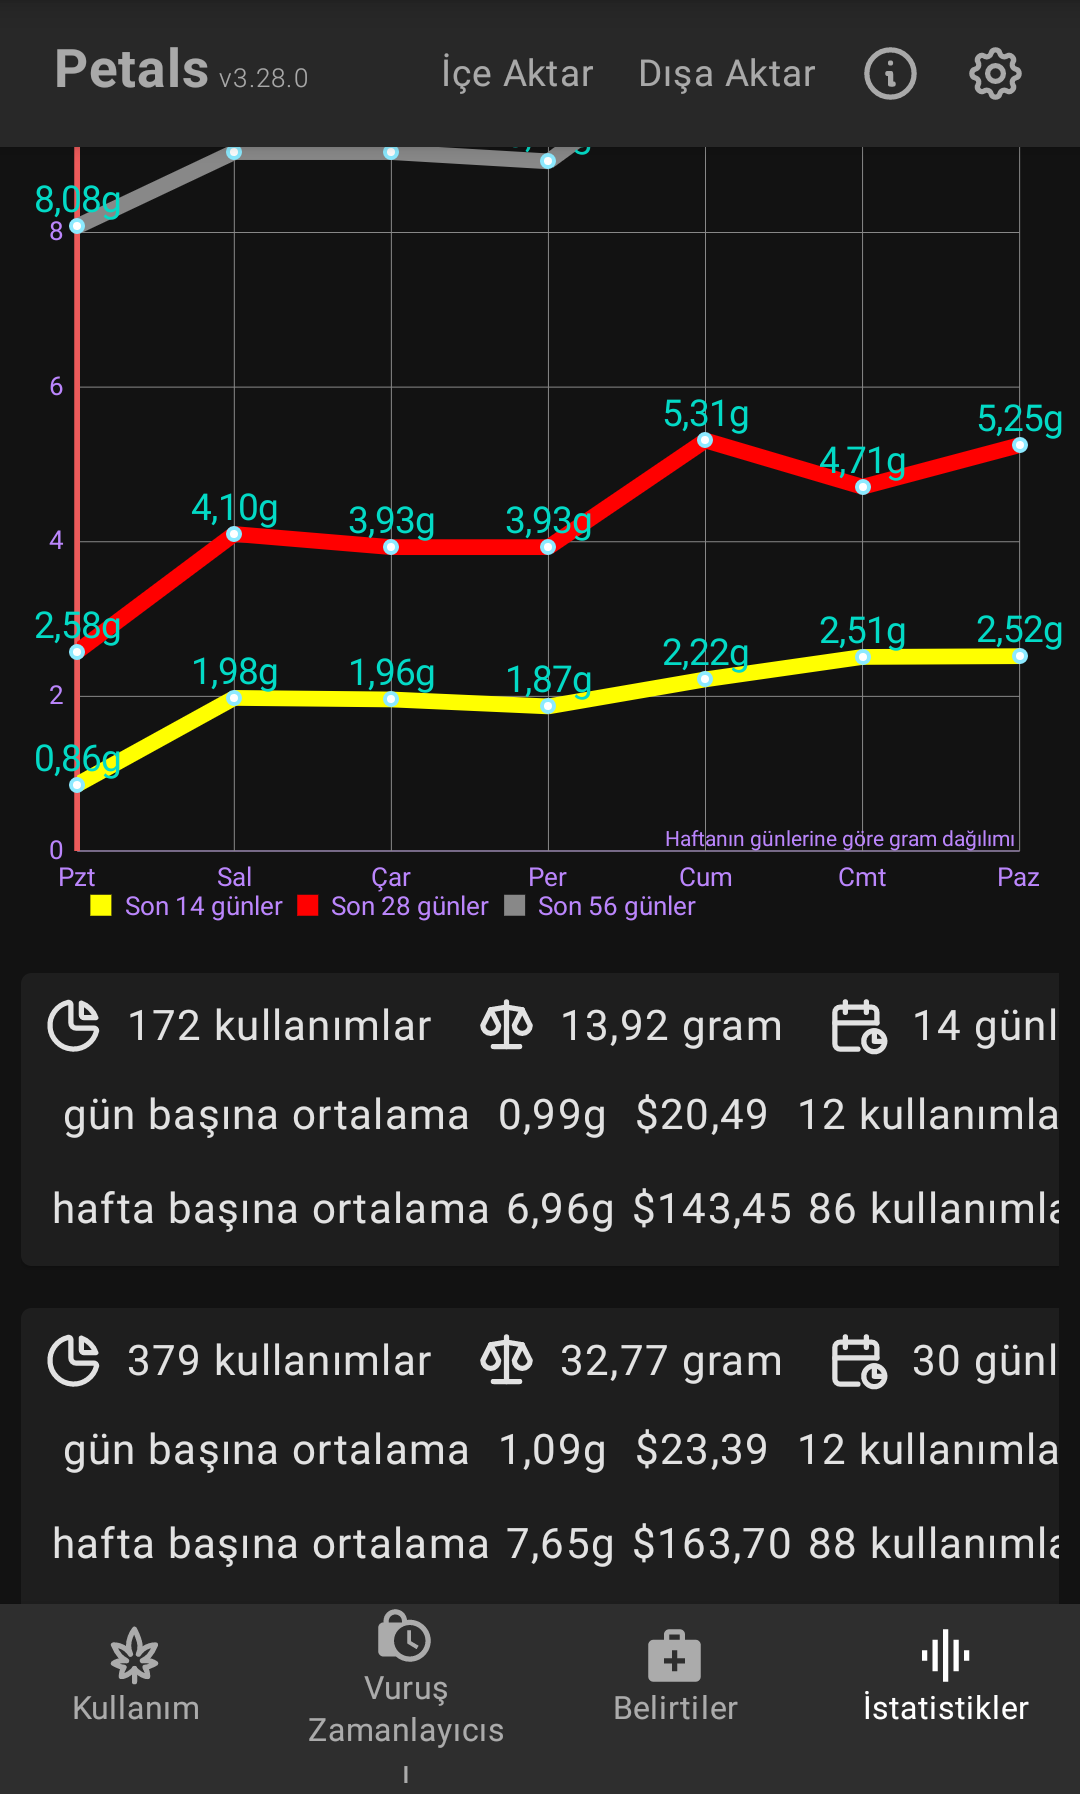 Petals v3.28.0 İçe Aktar Dışa Aktar
8,08g
8
6
5,31g 5,25g
4,71g
4,10g 3,93g 3,93g
4
2,58g
2,51g 2,52g
2,22g
1,98g 1,96g 1,87g
2
0,86g
Haftanın günlerine göre gram dağılımı
0
Pzt Sal Çar Per Cum Cmt Paz
Son 14 günler Son 28 günler Son 56 günler
172 kullanımlar 13,92 gram 14 günl
gün başına ortalama 0,99g $20,49 12 kullanımla
hafta başına ortalama 6,96g $143,45 86 kullanımla
379 kullanımlar 32,77 gram 30 günl
gün başına ortalama 1,09g $23,39 12 kullanımla
hafta başına ortalama 7,65g $163,70 88 kullanımla
Kullanım
Vuruş
Zamanlayıcıs
ı
Belirtiler
İstatistikler